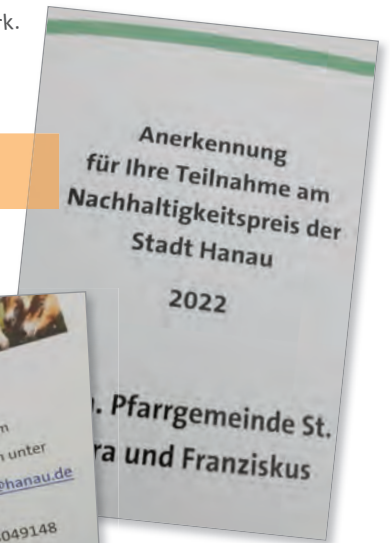 rk.
Anerkennung
für Ihre Teilnahme am
Nachhaltigkeitspreis der
Stadt Hanau
2022
. Pfarrgemeinde St.
ra und Franziskus
m
n unter
@hanau.de
049148